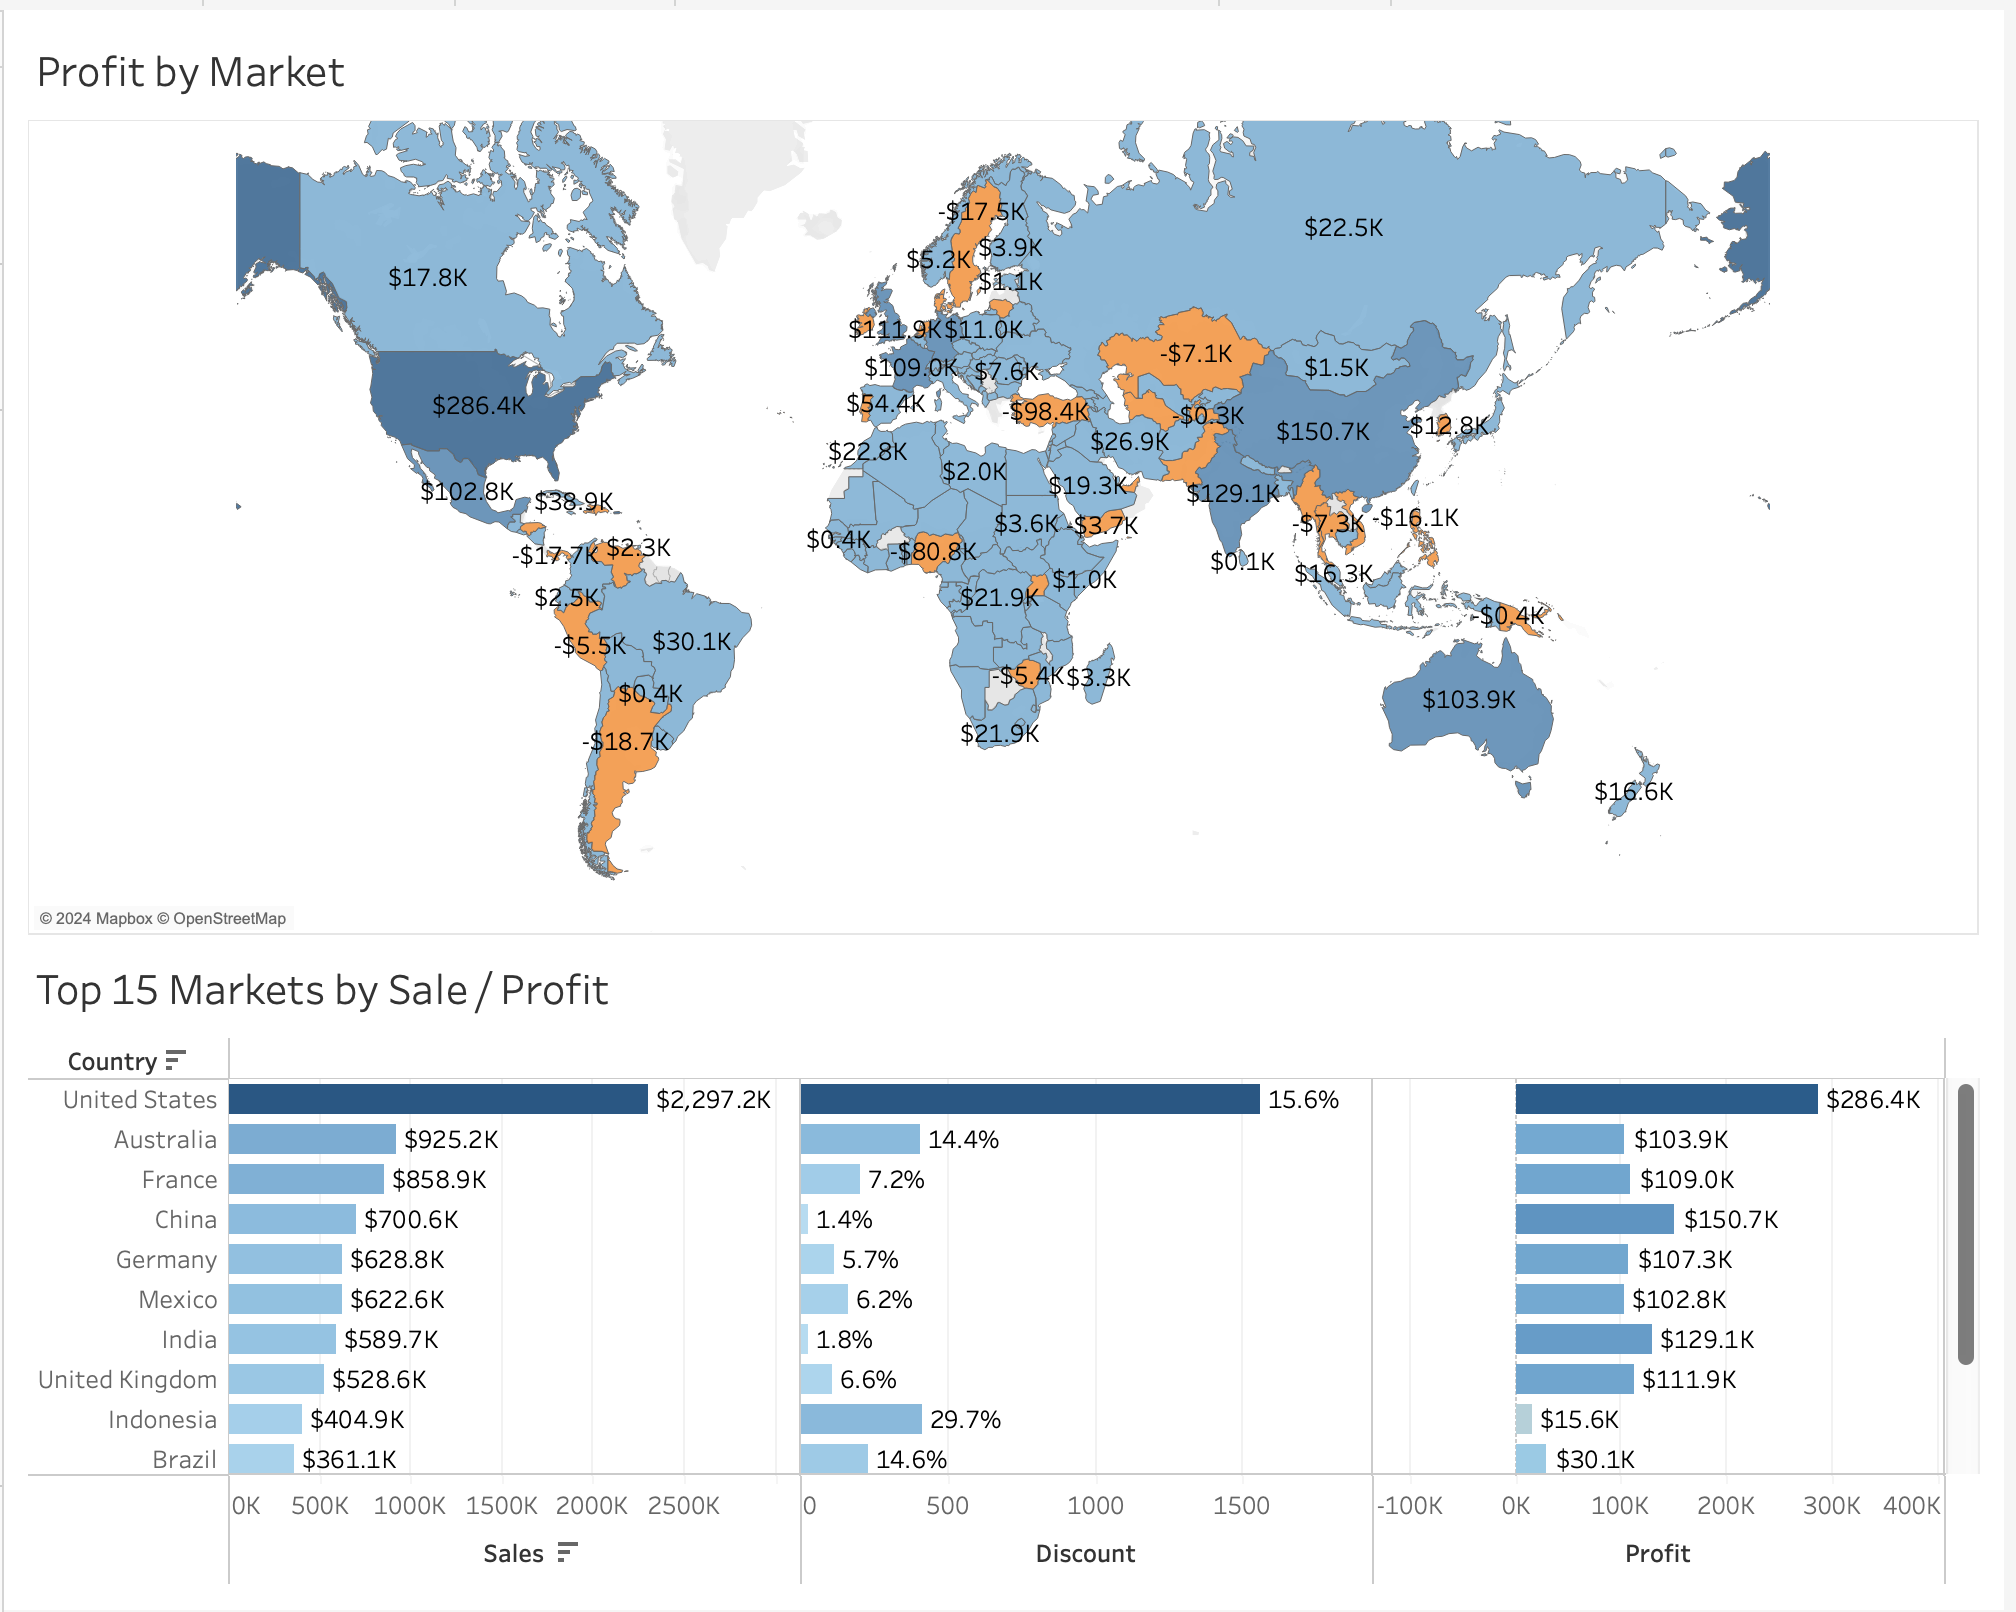 Profit by Market
-$17.5K
$22.5K
$3.9K
$5.2K
$17.8K
$1.1K
$111.9K
$11.0K
-$7.1K
$109.0K
$7.6K
$1.5K
$286.4K
$54.4K
-$98.4K
-$0.3K
-$12.8K
$150.7K
$26.9K
$22.8K
$2.0K
$19.3K
$102.8K
$38.9K
$129.1K
$3.6K
-$3.7K
-$7.3K
-$16.1K
$0.4K
-$17.7K
$2.3K
-$80.8K
$0.1K
$16.3K
$1.0K
$2.5K
$21.9K
-$0.4K
-$5.5K
$30.1K
-$5.4K
$3.3K
$0.4K
$103.9K
$21.9K
-$18.7K
$16.6K
© 2024 Mapbox © OpenStreetMap
Top 15 Markets by Sale / Profit
Country
United States $2,297.2K 15.6% $286.4K
Australia $925.2K 14.4% $103.9K
France $858.9K 7.2% $109.0K
China $700.6K 1.4% $150.7K
Germany $628.8K 5.7% $107.3K
Mexico $622.6K 6.2% $102.8K
India $589.7K 1.8% $129.1K
United Kingdom $528.6K 6.6% $111.9K
Indonesia $404.9K 29.7% $15.6K
Brazil $361.1K 14.6% $30.1K
0K 500K 1000K 1500K 2000K 2500K 0 500 1000 1500 -100K 0K 100K 200K 300K 400K
Sales Discount Profit